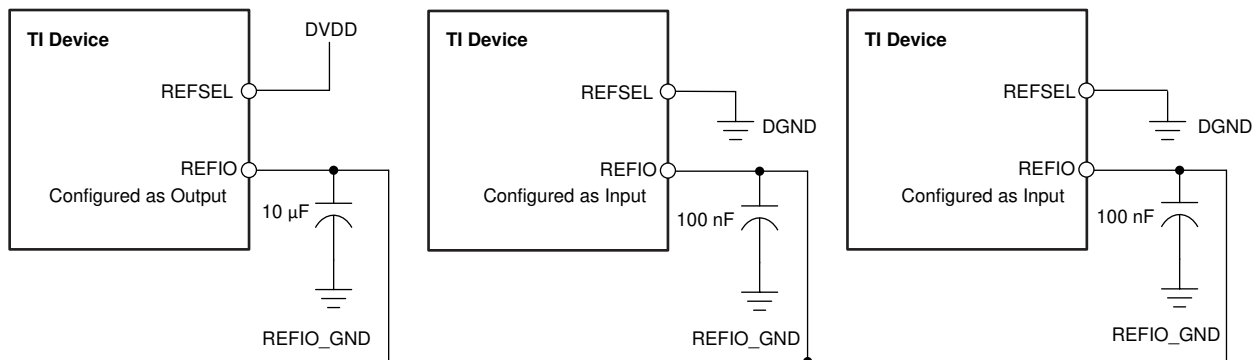 TI Device
DVDD
REFSEL
REFIO
Configured as Output
10 µF
REFIO_GND
TI Device
REFSEL
DGND
REFIO
Configured as Input
100 nF
REFIO_GND
TI Device
REFSEL
DGND
REFIO
Configured as Input
100 nF
REFIO_GND